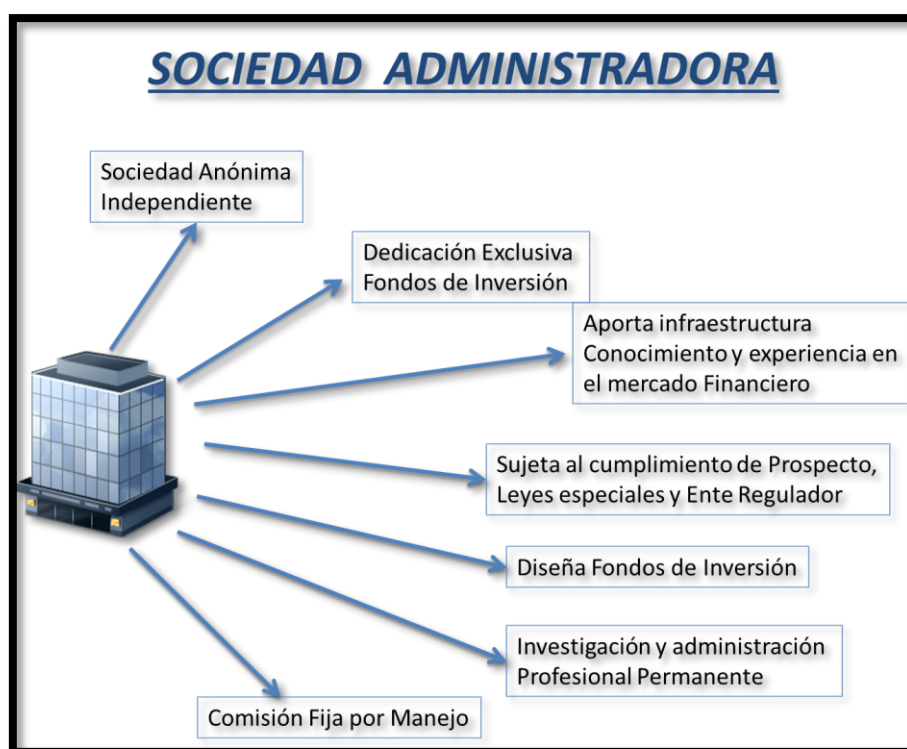 SOCIEDAD ADMINISTRADORA
Sociedad Anónima
Independiente
Dedicación Exclusiva
Fondos de Inversión
Aporta infraestructura
Conocimiento y experiencia en
el mercado Financiero
Sujeta al cumplimiento de Prospecto,
Leyes especiales y Ente Regulador
Diseña Fondos de Inversión
Investigación y administración
Profesional Permanente
Comisión Fija por Manejo